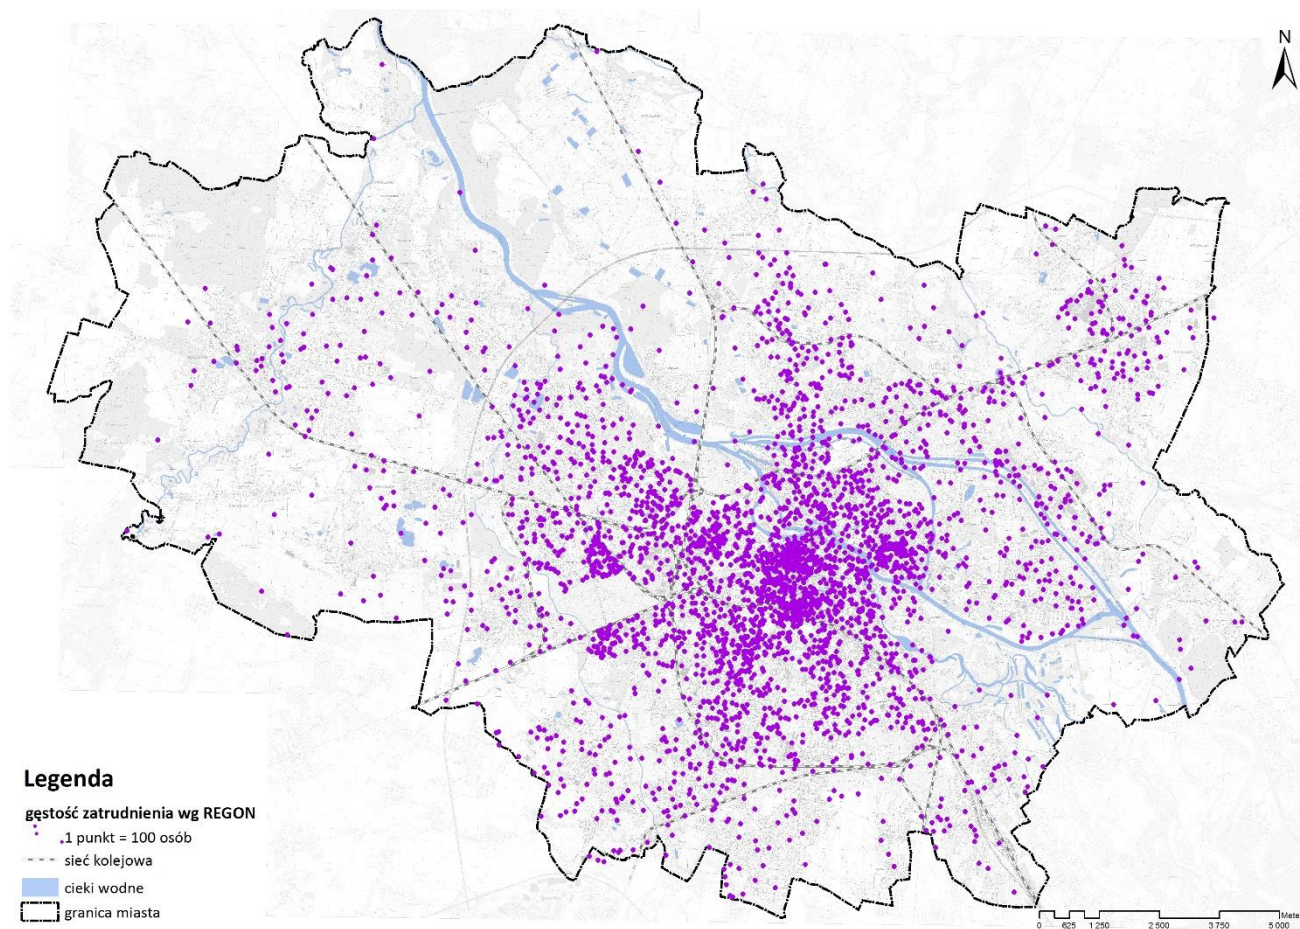 N
Legenda
gęstość zatrudnienia wg REGON
1 punkt = 100 osób
sieć kolejowa
cieki wodne
granica miasta
Mete
0 625 1 250 2 500 3 750 5 000